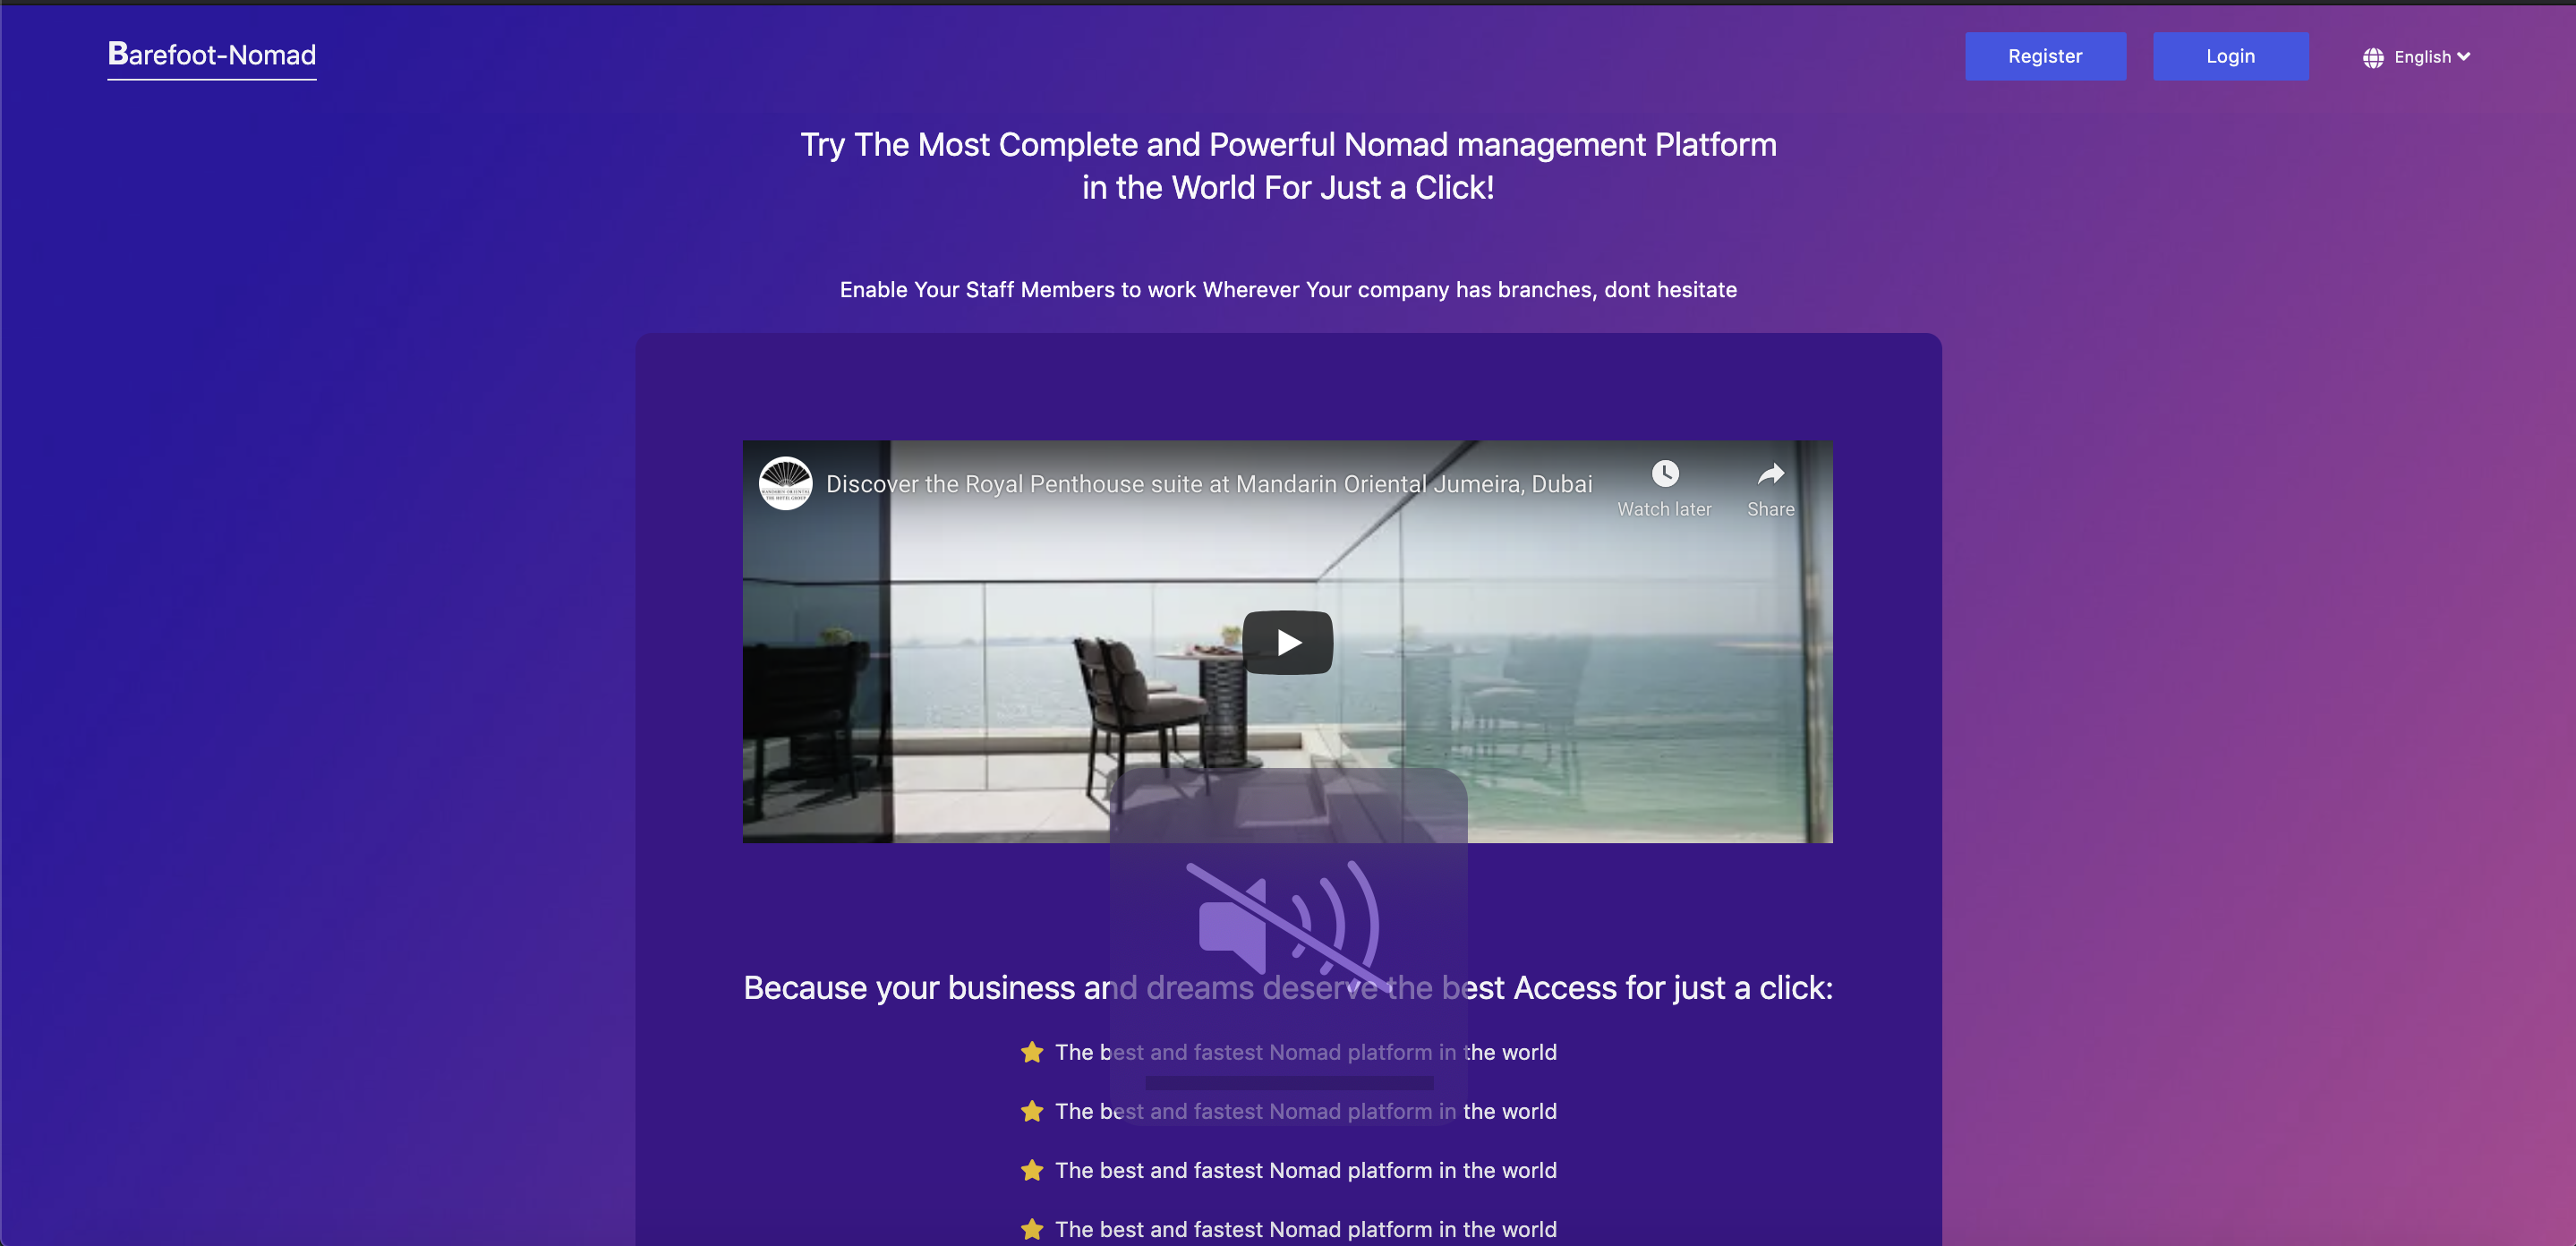 Barefoot-Nomad
Register
Login
English
Try The Most Complete and Powerful Nomad management Platform
in the World For Just a Click!
Enable Your Staff Members to work Wherever Your company has branches, dont hesitate
Discover the Royal Penthouse suite at Mandarin Oriental Jumeira, Dubai
Watch later
Share
Because your business and dreams deserve the best Access for just a click:
The best and fastest Nomad platform in the world
The best and fastest Nomad platform in the world
The best and fastest Nomad platform in the world
The best and fastest Nomad platform in the world